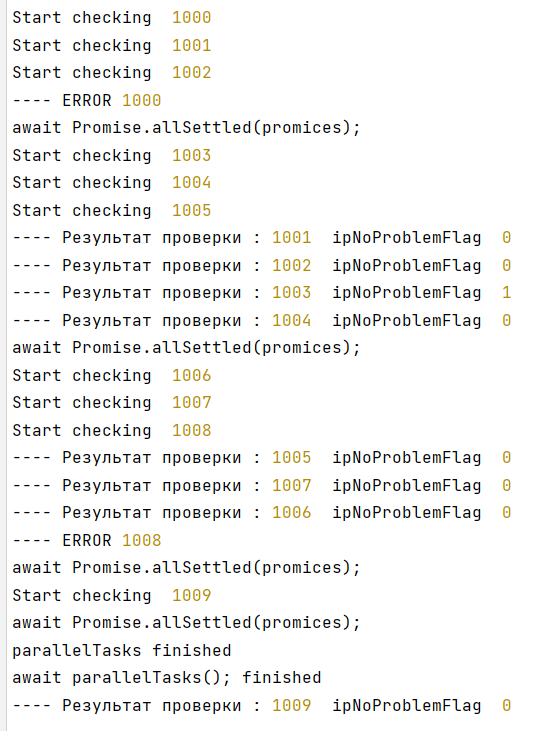 Start checking  1000
Start checking  1001
Start checking  1002
---- ERROR 1000
await Promise.allSettled(promices);
Start checking  1003
Start checking  1004
Start checking  1005
---- Результат проверки : 1001  ipNoProblemFlag  0
---- Результат проверки : 1002  ipNoProblemFlag  0
---- Результат проверки : 1003  ipNoProblemFlag  1
---- Результат проверки : 1004  ipNoProblemFlag  0
await Promise.allSettled(promices);
Start checking  1006
Start checking  1007
Start checking  1008
---- Результат проверки : 1005  ipNoProblemFlag  0
---- Результат проверки : 1007  ipNoProblemFlag  0
---- Результат проверки : 1006  ipNoProblemFlag  0
---- ERROR 1008
await Promise.allSettled(promices);
Start checking  1009
await Promise.allSettled(promices);
parallelTasks finished
await parallelTasks(); finished
---- Результат проверки : 1009  ipNoProblemFlag  0